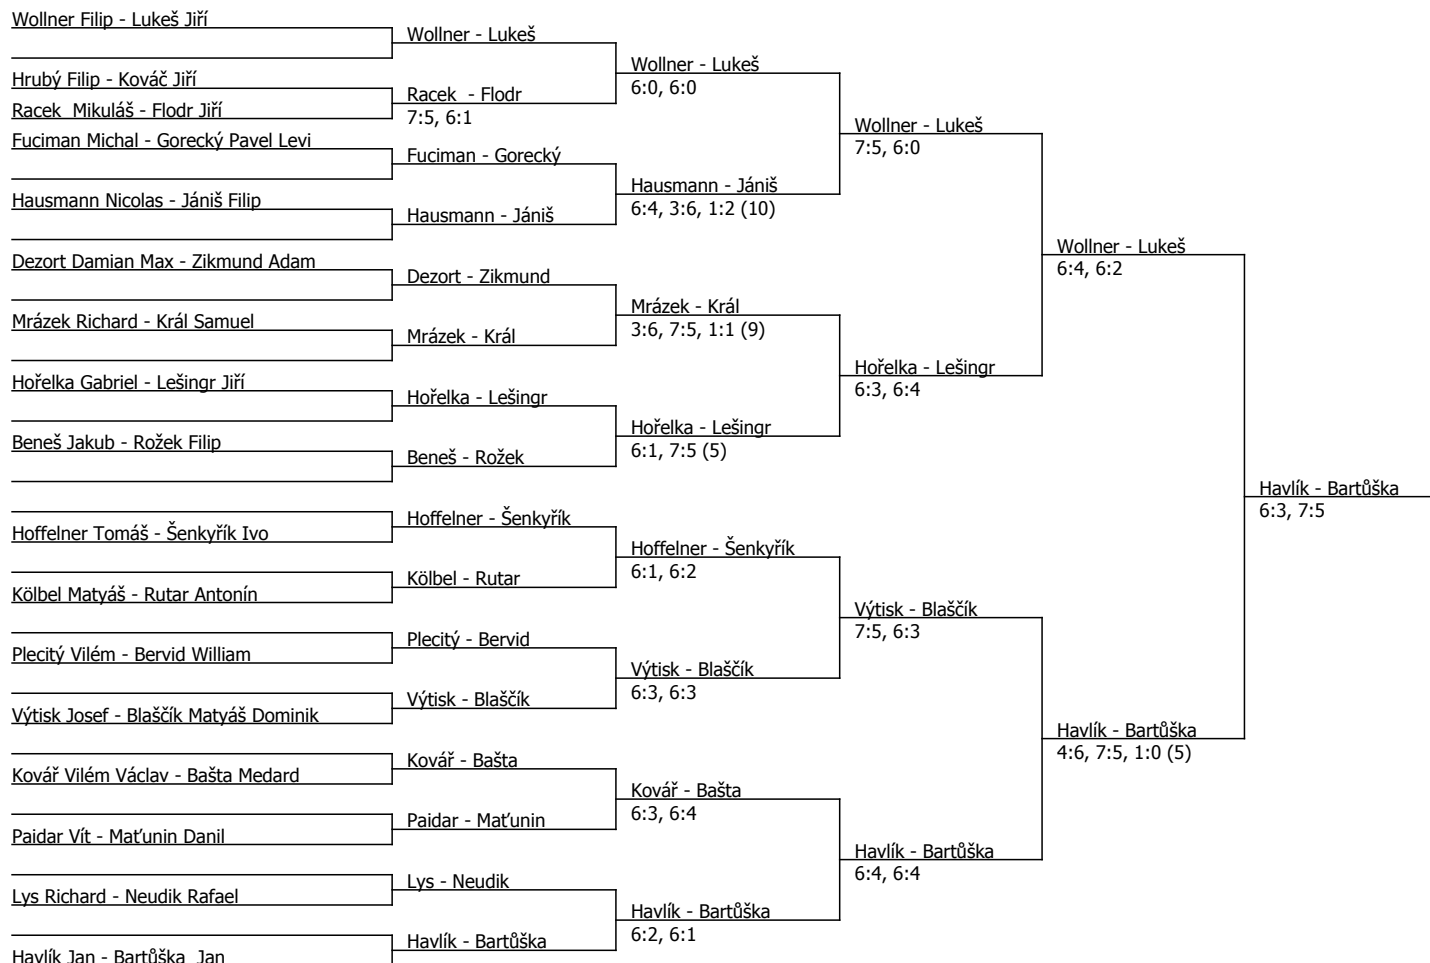 Wollner Filip - Lukeš Jiří
Hrubý Filip - Kováč Jiří
Racek  Mikuláš - Flodr Jiří
Fuciman Michal - Gorecký Pavel Levi
Hausmann Nicolas - Jániš Filip
Dezort Damian Max - Zikmund Adam
Mrázek Richard - Král Samuel
Hořelka Gabriel - Lešingr Jiří
Beneš Jakub - Rožek Filip
Hoffelner Tomáš - Šenkyřík Ivo
Kölbel Matyáš - Rutar Antonín
Plecitý Vilém - Bervid William
Výtisk Josef - Blaščík Matyáš Dominik
Kovář Vilém Václav - Bašta Medard
Paidar Vít - Maťunin Danil
Lys Richard - Neudik Rafael
Havlík Jan - Bartůška  Jan
Wollner - Lukeš
Racek  - Flodr
7:5, 6:1
Fuciman - Gorecký
Hausmann - Jániš
Dezort - Zikmund
Mrázek - Král
Hořelka - Lešingr
Beneš - Rožek
Hoffelner - Šenkyřík
Kölbel - Rutar
Plecitý - Bervid
Výtisk - Blaščík
Kovář - Bašta
Paidar - Maťunin
Lys - Neudik
Havlík - Bartůška
Wollner - Lukeš
6:0, 6:0
Hausmann - Jániš
6:4, 3:6, 1:2 (10)
Mrázek - Král
3:6, 7:5, 1:1 (9)
Hořelka - Lešingr
6:1, 7:5 (5)
Hoffelner - Šenkyřík
6:1, 6:2
Výtisk - Blaščík
6:3, 6:3
Kovář - Bašta
6:3, 6:4
Havlík - Bartůška
6:2, 6:1
Wollner - Lukeš
7:5, 6:0
Hořelka - Lešingr
6:3, 6:4
Výtisk - Blaščík
7:5, 6:3
Havlík - Bartůška
6:4, 6:4
Wollner - Lukeš
6:4, 6:2
Havlík - Bartůška
4:6, 7:5, 1:0 (5)
Havlík - Bartůška
6:3, 7:5